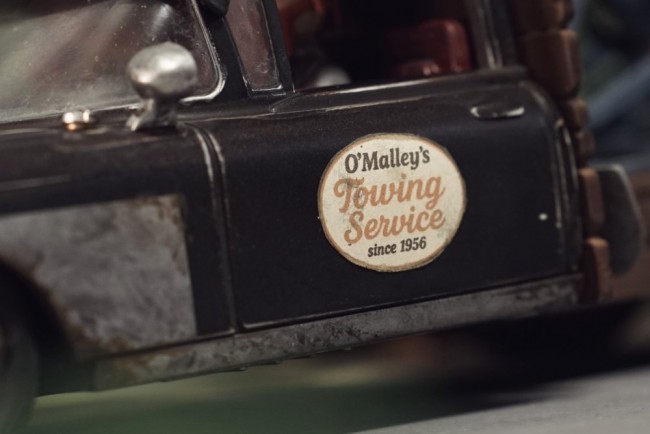 O'Malley's
Towing
Service
since 1956